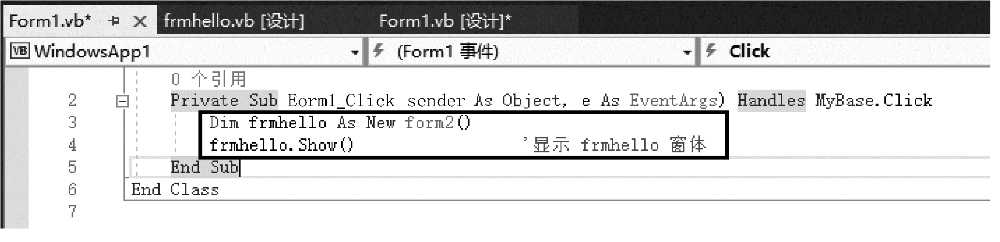 Form1.vb* frmhello.vb [设计] Form1.vb [设计]*
VB WindowsApp1 (Form1 事件) Click
0 个引用
2 Private Sub Eorm1_Click sender As Object, e As EventArgs) Handles MyBase.Click
3 Dim frmhello As New form2()
4 frmhello.Show() '显示 frmhello 窗体
5 End Sub
6 End Class
7